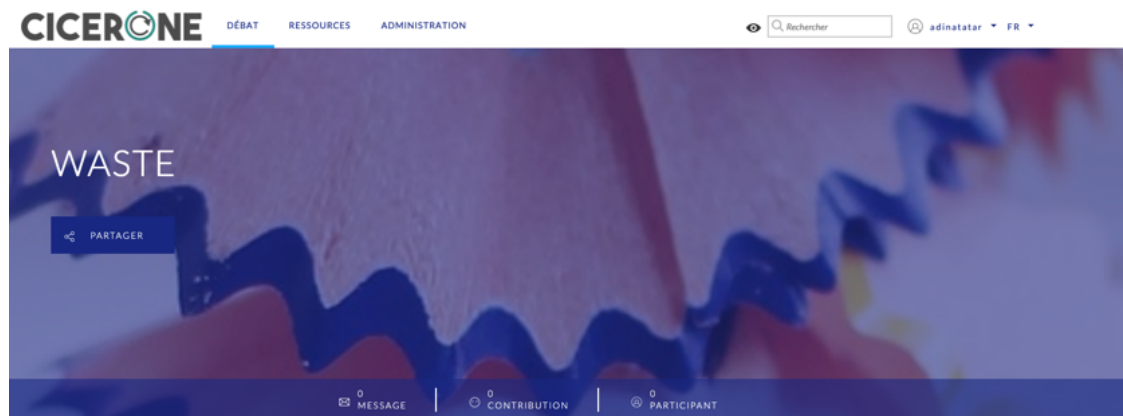 CICERONE DÉBAT RESSOURCES ADMINISTRATION Rechercher adinatatar FR
WASTE
PARTAGER
0 MESSAGE
0 CONTRIBUTION
0 PARTICIPANT